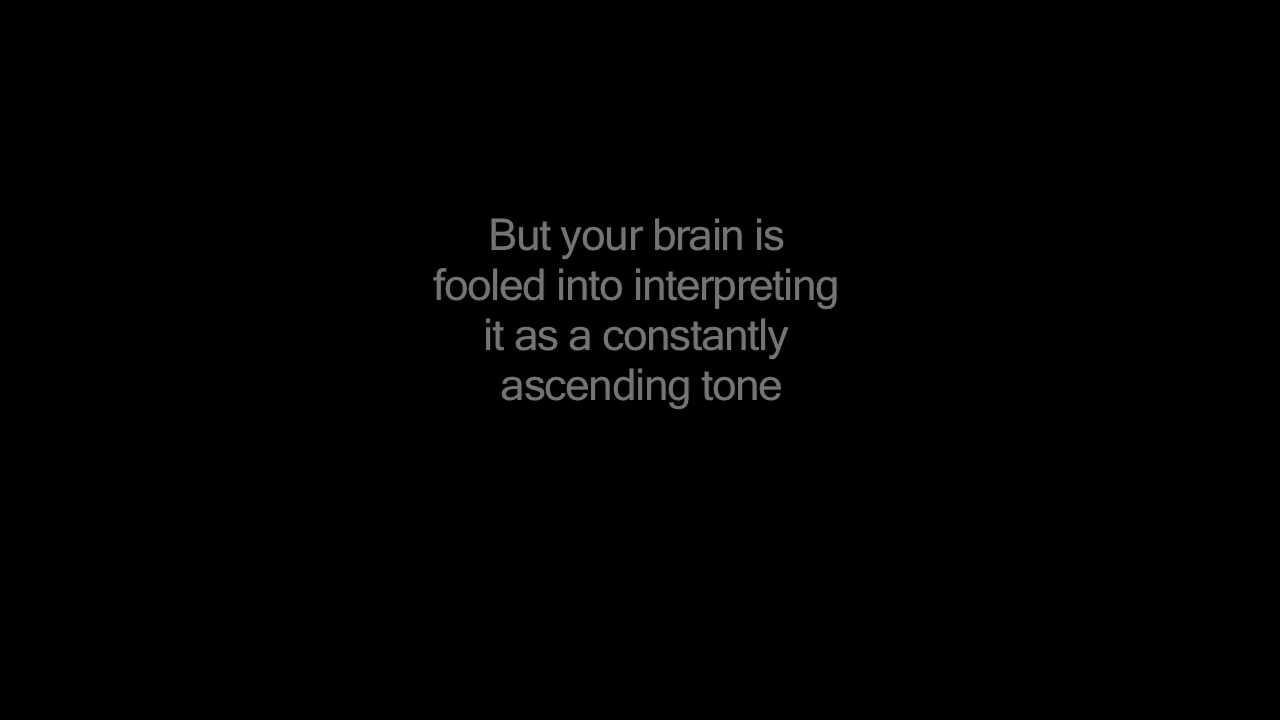 But your brain is
fooled into interpreting
it as a constantly
ascending tone